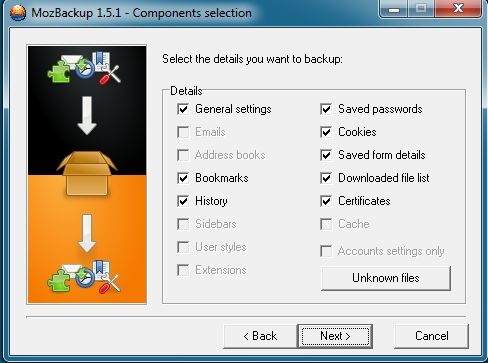 MozBackup 1.5.1 - Components selection
Select the details you want to backup:
Details
General settings
Saved passwords
Emails
Cookies
Address books
Saved form details
Bookmarks
Downloaded file list
History
Certificates
Sidebars
Cache
User styles
Accounts settings only
Extensions
Unknown files
< Back
Next >
Cancel